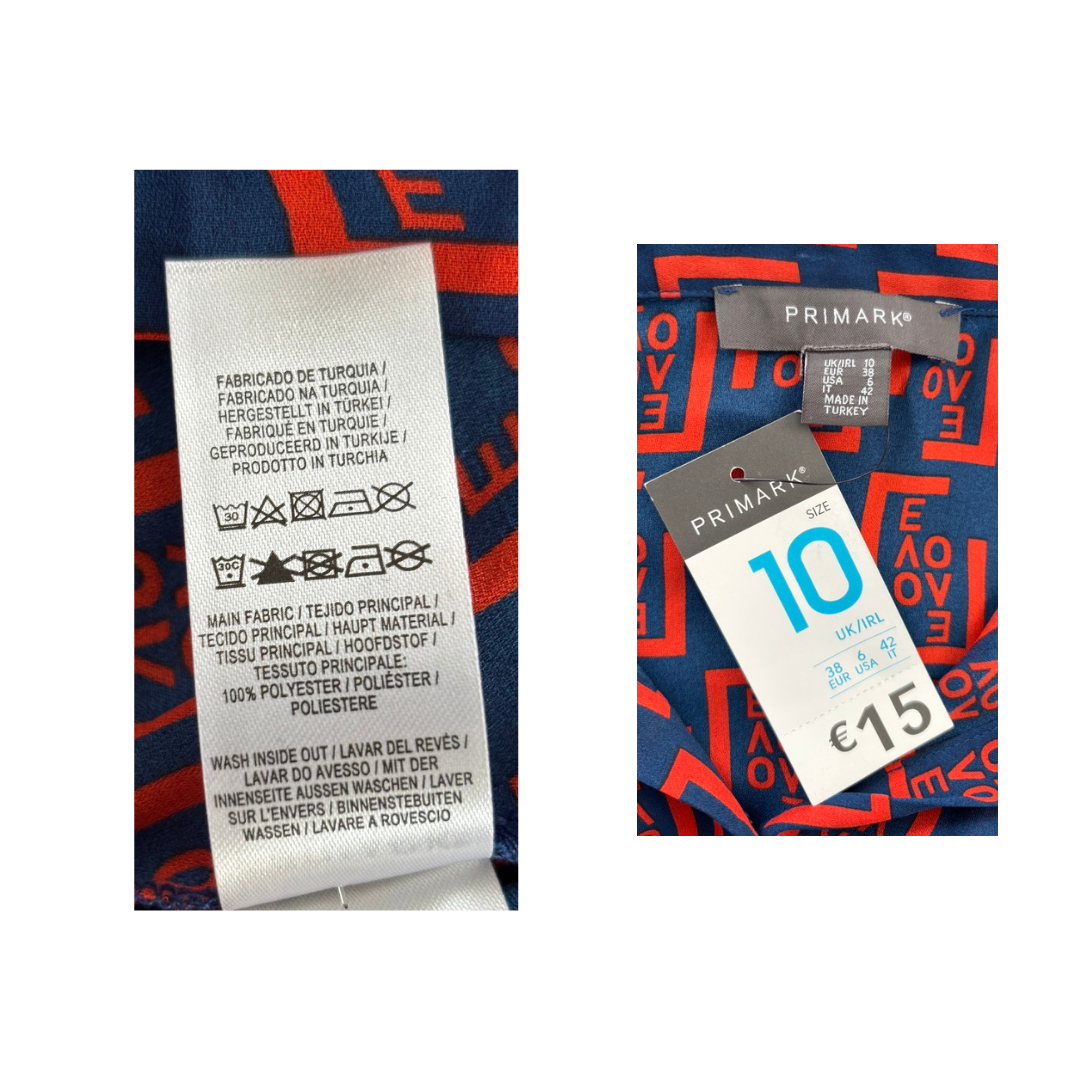 FABRICADO DE TURQUIA /
FABRICADO NA TURQUIA /
HERGESTELLT IN TÜRKEI /
FABRIQUÉ EN TURQUIE /
GEPRODUCEERD IN TURKIJE /
PRODOTTO IN TURCHIA
30
30C
MAIN FABRIC / TEJIDO PRINCIPAL /
TECIDO PRINCIPAL / HAUPT MATERIAL /
TISSU PRINCIPAL / HOOFDSTOF /
TESSUTO PRINCIPALE:
100% POLYESTER / POLIÉSTER /
POLIESTERE
WASH INSIDE OUT / LAVAR DEL REVÉS /
LAVAR DO AVESSO / MIT DER
INNENSEITE AUSSEN WASCHEN / LAVER
SUR L'ENVERS / BINNENSTEBUITEN
WASSEN / LAVARE A ROVESCIO
PRIMARK®
UK/IRL 10
EUR 38
USA 6
IT 42
MADE IN
TURKEY
PRIMARK®
SIZE
10
UK/IRL
38 6 42
EUR USA IT
€15
E
VO
OV
E